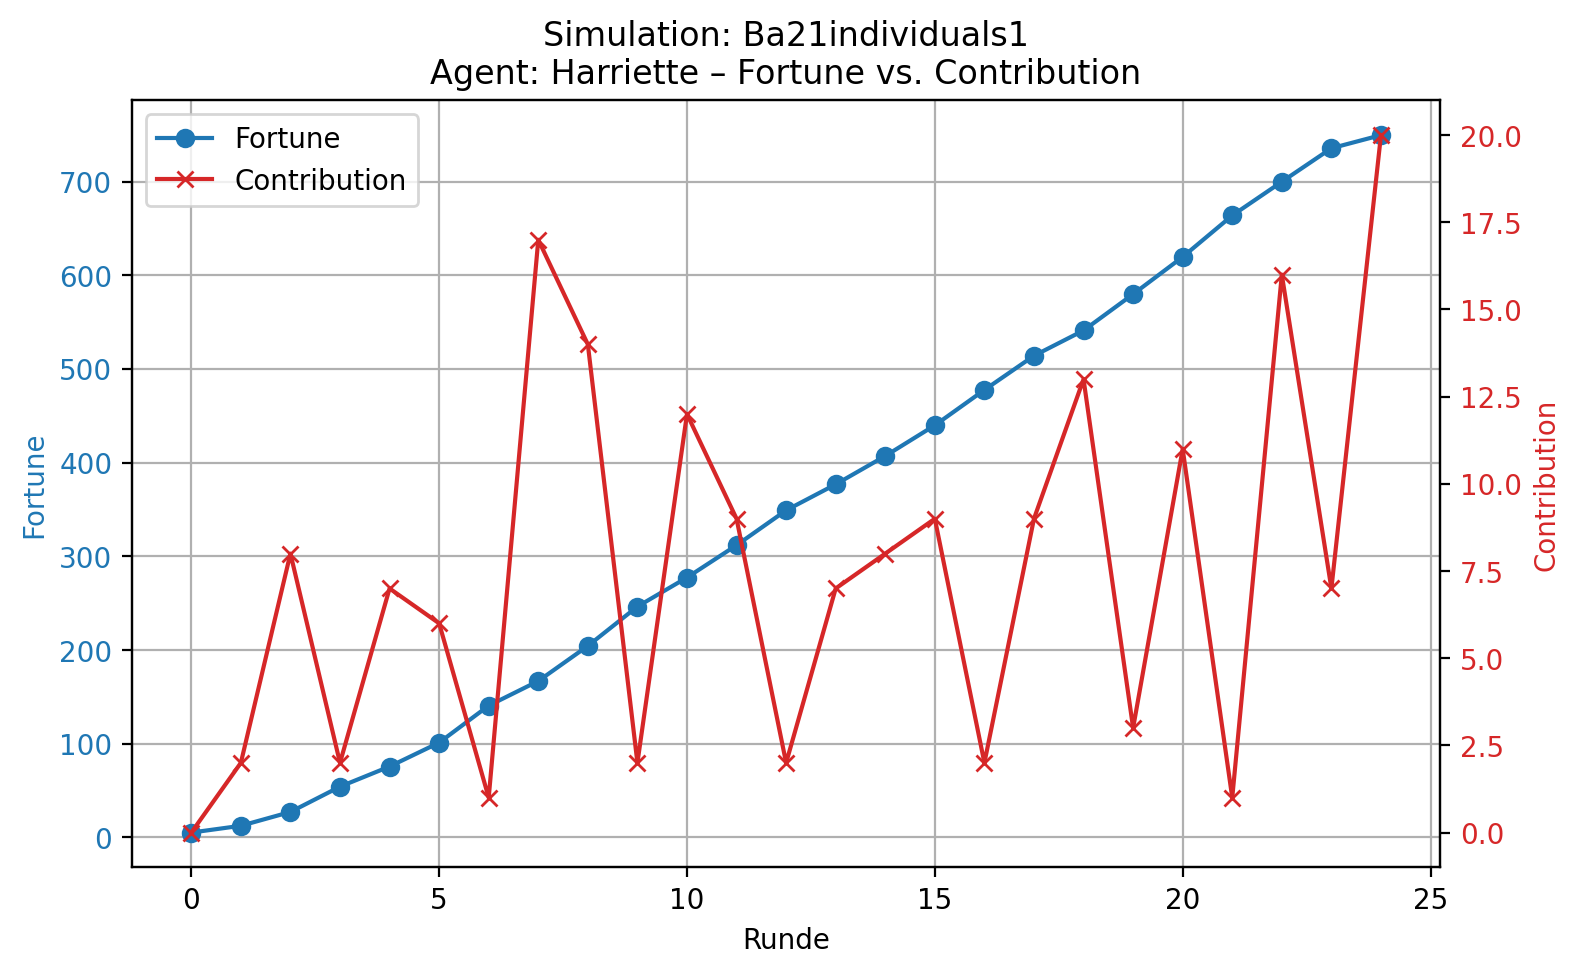 Simulation: Ba21individuals1
Agent: Harriette – Fortune vs. Contribution
Fortune
Contribution
700
600
500
400
300
200
100
0
Fortune
20.0
17.5
15.0
12.5
10.0
7.5
5.0
2.5
0.0
Contribution
0 5 10 15 20 25
Runde